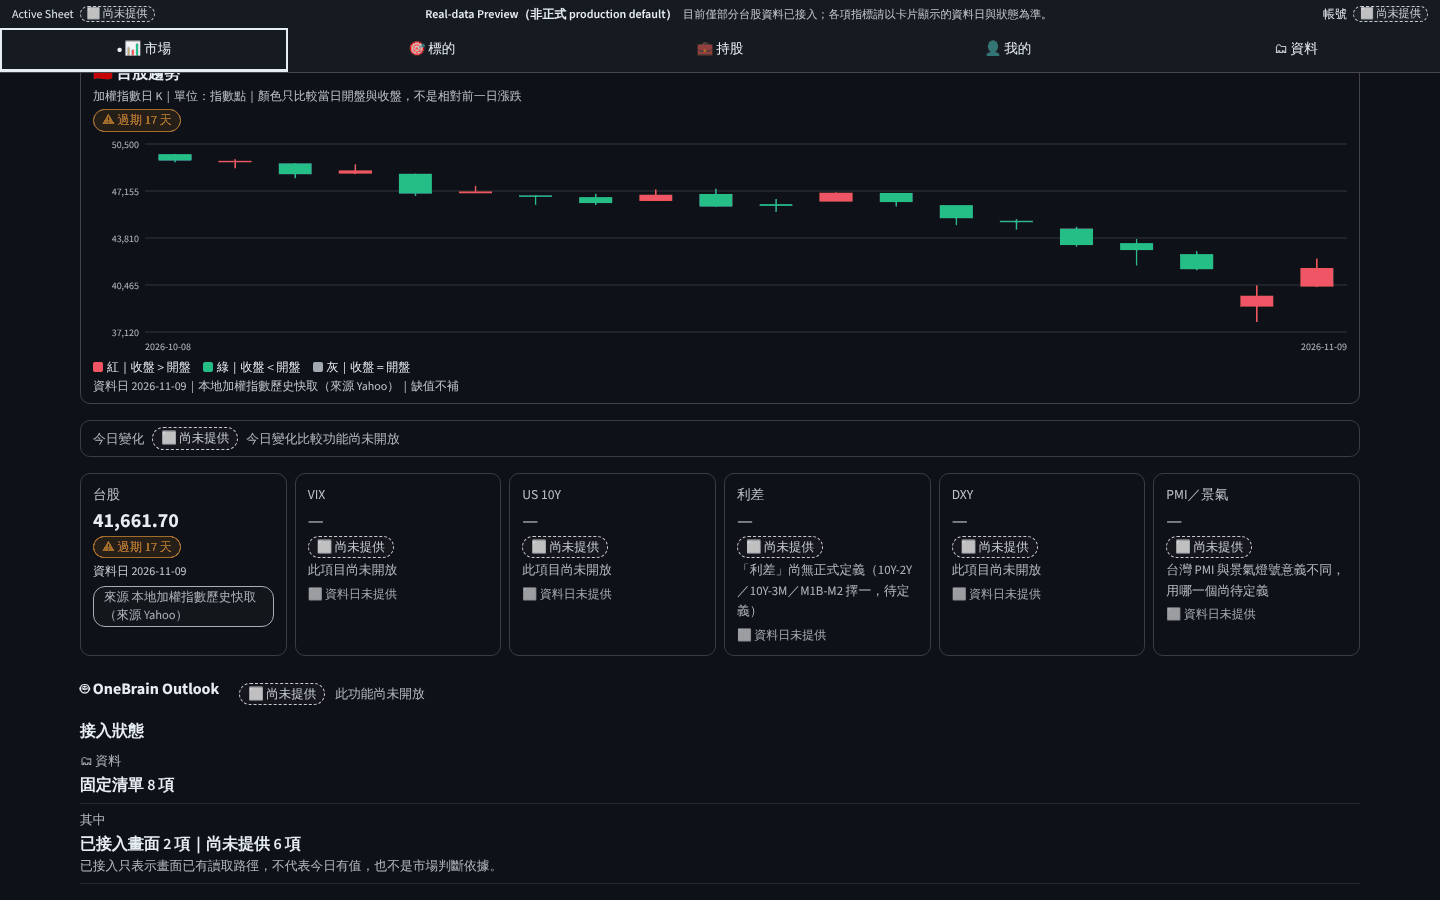 Active Sheet 尚未提供 Real-data Preview（非正式 production default） 目前僅部分台股資料已接入；各項指標請以卡片顯示的資料日與狀態為準。 帳號 尚未提供
市場 標的 持股 我的 資料
台股趨勢
加權指數日 K｜單位：指數點｜顏色只比較當日開盤與收盤，不是相對前一日漲跌
過期 17 天
50,500
47,155
43,810
40,465
37,120
2026-10-08 2026-11-09
紅｜收盤＞開盤 綠｜收盤＜開盤 灰｜收盤＝開盤
資料日 2026-11-09｜本地加權指數歷史快取（來源 Yahoo）｜缺值不補
今日變化 尚未提供 今日變化比較功能尚未開放
台股
41,661.70
過期 17 天
資料日 2026-11-09
來源 本地加權指數歷史快取
（來源 Yahoo）
VIX
—
尚未提供
此項目尚未開放
資料日未提供
US 10Y
—
尚未提供
此項目尚未開放
資料日未提供
利差
—
尚未提供
「利差」尚無正式定義（10Y-2Y
／10Y-3M／M1B-M2 擇一，待定
義）
資料日未提供
DXY
—
尚未提供
此項目尚未開放
資料日未提供
PMI／景氣
—
尚未提供
台灣 PMI 與景氣燈號意義不同，
用哪一個尚待定義
資料日未提供
OneBrain Outlook 尚未提供 此功能尚未開放
接入狀態
資料
固定清單 8 項
其中
已接入畫面 2 項｜尚未提供 6 項
已接入只表示畫面已有讀取路徑，不代表今日有值，也不是市場判斷依據。